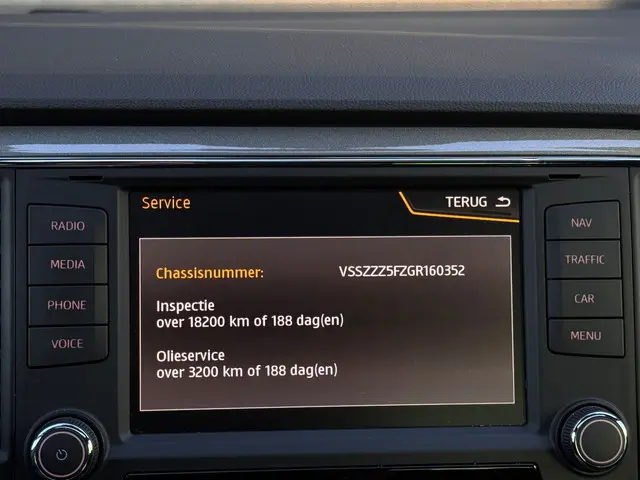 Service
TERUG
RADIO
NAV
MEDIA
TRAFFIC
PHONE
CAR
VOICE
MENU
Chassisnummer: VSSZZZ5FZGR160352
Inspectie
over 18200 km of 188 dag(en)
Olieservice
over 3200 km of 188 dag(en)